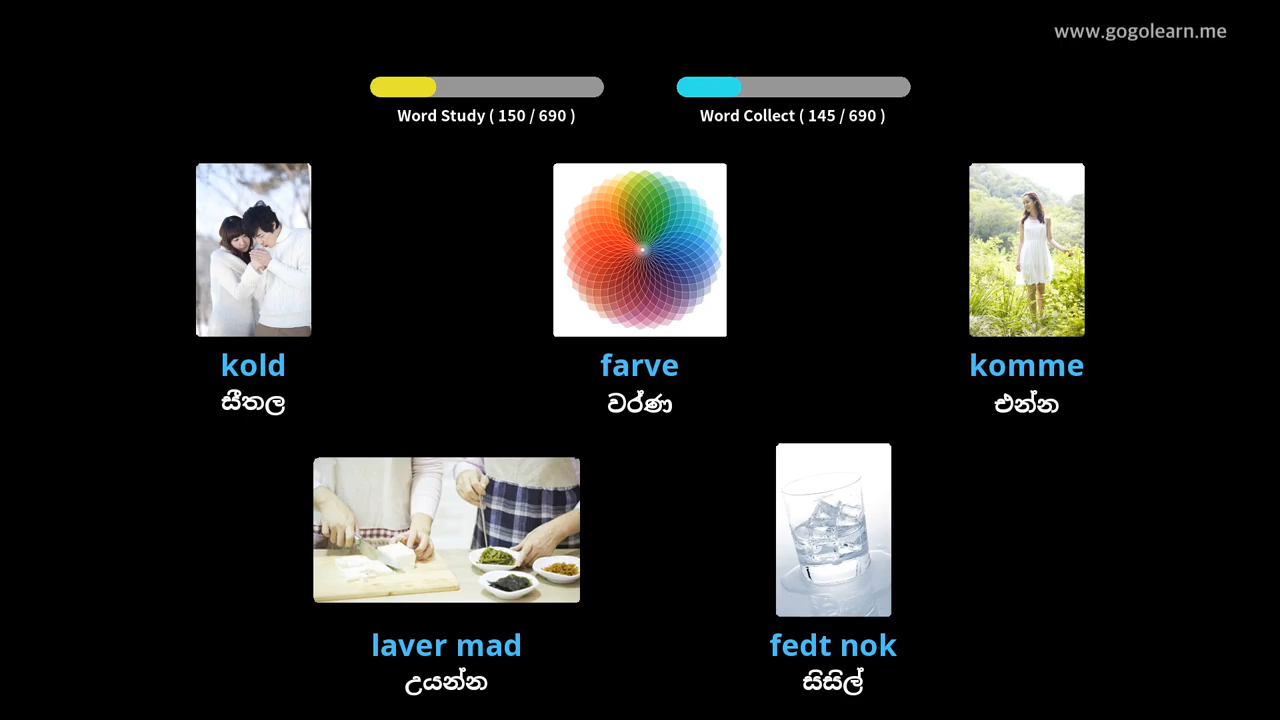 www.gogolearn.me
Word Study ( 150 / 690 )
Word Collect ( 145 / 690 )
kold
සීතල
farve
වර්ණ
komme
එන්න
laver mad
උයන්න
fedt nok
සිසිල්